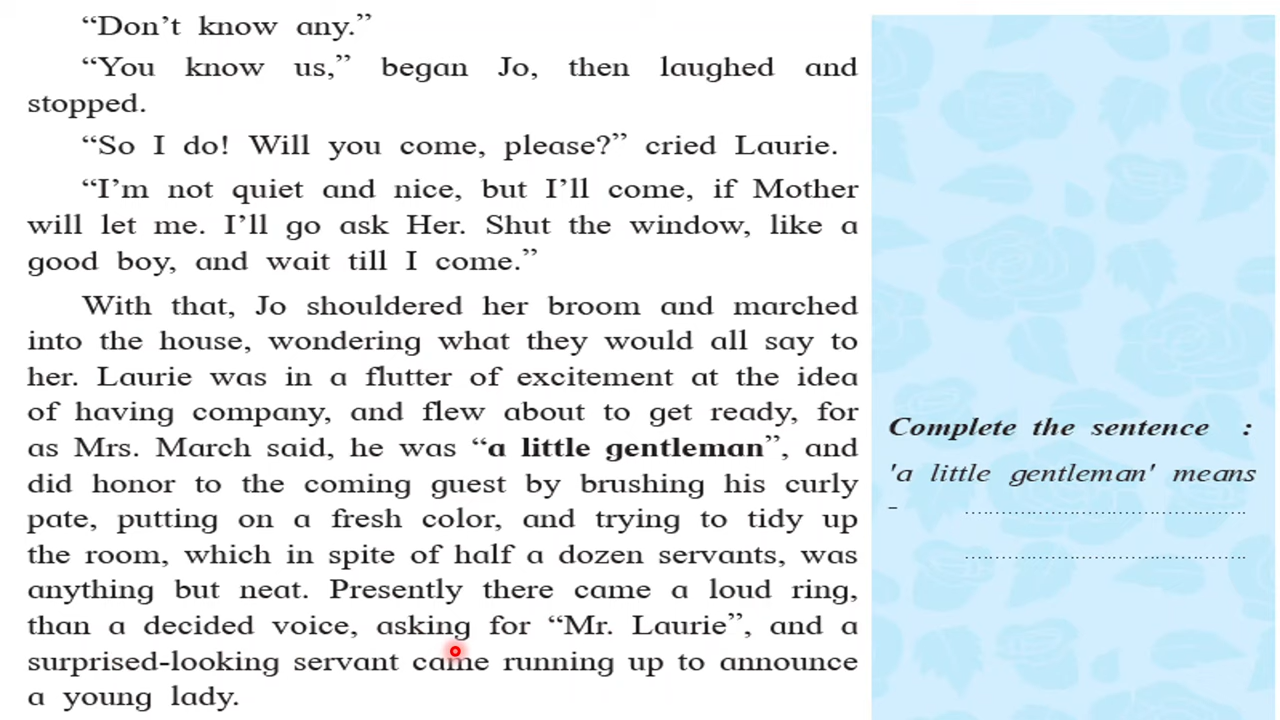 “Don’t know any.”
“You know us,” began Jo, then laughed and
stopped.
“So I do! Will you come, please?” cried Laurie.
“I’m not quiet and nice, but I’ll come, if Mother
will let me. I’ll go ask Her. Shut the window, like a
good boy, and wait till I come.”
With that, Jo shouldered her broom and marched
into the house, wondering what they would all say to
her. Laurie was in a flutter of excitement at the idea
of having company, and flew about to get ready, for
as Mrs. March said, he was “a little gentleman”, and
did honor to the coming guest by brushing his curly
pate, putting on a fresh color, and trying to tidy up
the room, which in spite of half a dozen servants, was
anything but neat. Presently there came a loud ring,
than a decided voice, asking for “Mr. Laurie”, and a
surprised-looking servant came running up to announce
a young lady.
Complete the sentence :
'a little gentleman' means
- ................................................
................................................